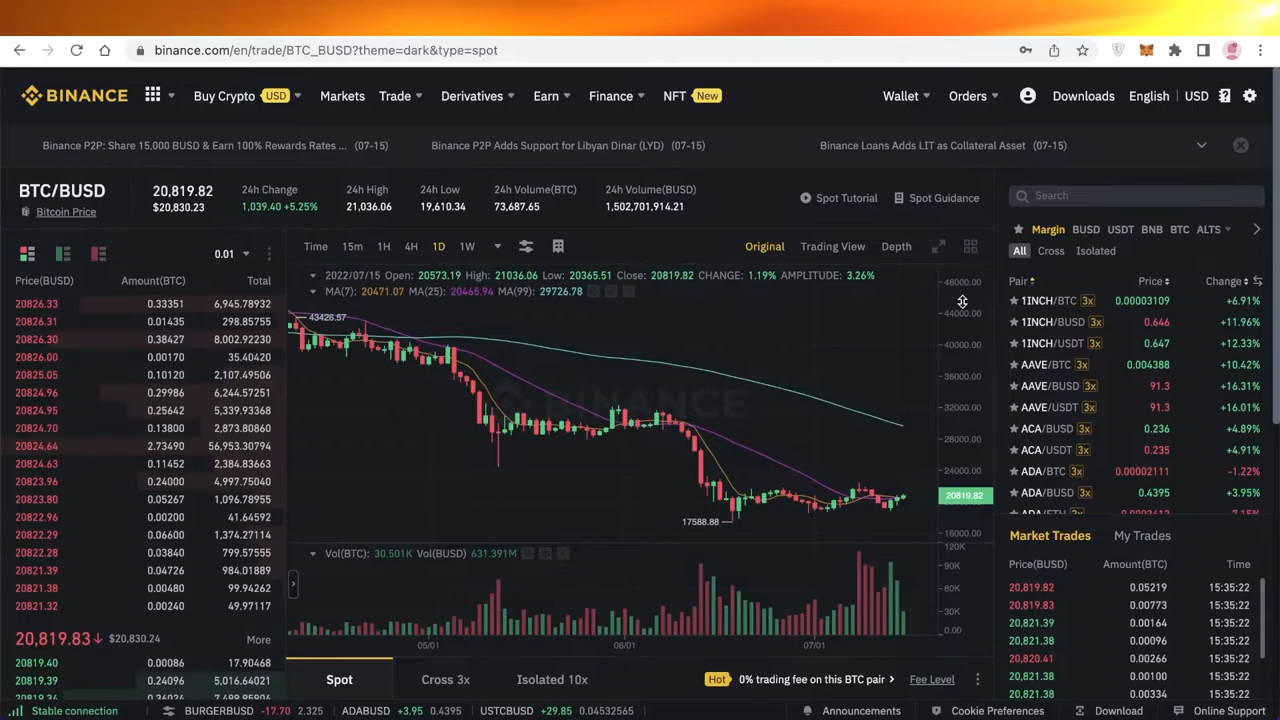 binance.com/en/trade/BTC_BUSD?theme=dark&type=spot
BINANCE Buy Crypto USD Markets Trade Derivatives Earn Finance NFT New Wallet Orders Downloads English USD
Binance P2P: Share 15,000 BUSD & Earn 100% Rewards Rates ... (07-15) Binance P2P Adds Support for Libyan Dinar (LYD) (07-15) Binance Loans Adds LIT as Collateral Asset (07-15)
BTC/BUSD
Bitcoin Price
20,819.82
$20,830.23
24h Change
1,039.40 +5.25%
24h High
21,036.06
24h Low
19,610.34
24h Volume(BTC)
73,687.65
24h Volume(BUSD)
1,502,701,914.21
Spot Tutorial Spot Guidance
0.01
Price(BUSD) Amount(BTC) Total
20826.33 0.33351 6,945.78932
20826.31 0.01435 298.85755
20826.30 0.38427 8,002.92230
20826.00 0.00170 35.40420
20825.05 0.10120 2,107.49506
20824.96 0.29986 6,244.57251
20824.95 0.25642 5,339.93368
20824.70 0.13800 2,873.80860
20824.64 2.73490 56,953.30794
20824.63 0.11452 2,384.83663
20823.96 0.24000 4,997.75040
20823.80 0.05267 1,096.78955
20822.96 0.00200 41.64592
20822.29 0.06600 1,374.27114
20822.28 0.03840 799.57555
20821.39 0.04726 984.01889
20821.38 0.00480 99.94262
20821.32 0.00240 49.97117
20,819.83 $20,830.24 More
20819.40 0.00086 17.90468
20819.39 0.24096 5,016.64021
Time 15m 1H 4H 1D 1W Original Trading View Depth
2022/07/15 Open: 20573.19 High: 21036.06 Low: 20365.51 Close: 20819.82 CHANGE: 1.19% AMPLITUDE: 3.26%
MA(7): 20471.07 MA(25): 20465.94 MA(99): 29726.78
43426.57
BINANCE
17588.88
48000.00
44000.00
40000.00
36000.00
32000.00
28000.00
24000.00
20819.82
16000.00
Vol(BTC): 30.501K Vol(BUSD) 631.391M
120K
90K
60K
30K
0.00
05/01 06/01 07/01
Spot Cross 3x Isolated 10x Hot 0% trading fee on this BTC pair Fee Level
Search
Margin BUSD USDT BNB BTC ALTS
All Cross Isolated
Pair Price Change
1INCH/BTC 3x 0.00003109 +6.91%
1INCH/BUSD 3x 0.646 +11.96%
1INCH/USDT 3x 0.647 +12.33%
AAVE/BTC 3x 0.004388 +10.42%
AAVE/BUSD 3x 91.3 +16.31%
AAVE/USDT 3x 91.3 +16.01%
ACA/BUSD 3x 0.236 +4.89%
ACA/USDT 3x 0.235 +4.91%
ADA/BTC 3x 0.00002111 -1.22%
ADA/BUSD 3x 0.4395 +3.95%
Market Trades My Trades
Price(BUSD) Amount(BTC) Time
20,819.82 0.05219 15:35:22
20,819.83 0.00773 15:35:22
20,821.39 0.00164 15:35:22
20,821.38 0.00096 15:35:22
20,820.41 0.00266 15:35:22
20,821.38 0.00100 15:35:22
20,821.38 0.00334 15:35:22
Stable connection BURGERBUSD -17.70 2.325 ADABUSD +3.95 0.4395 USTCBUSD +29.85 0.04532565 Announcements Cookie Preferences Download Online Support